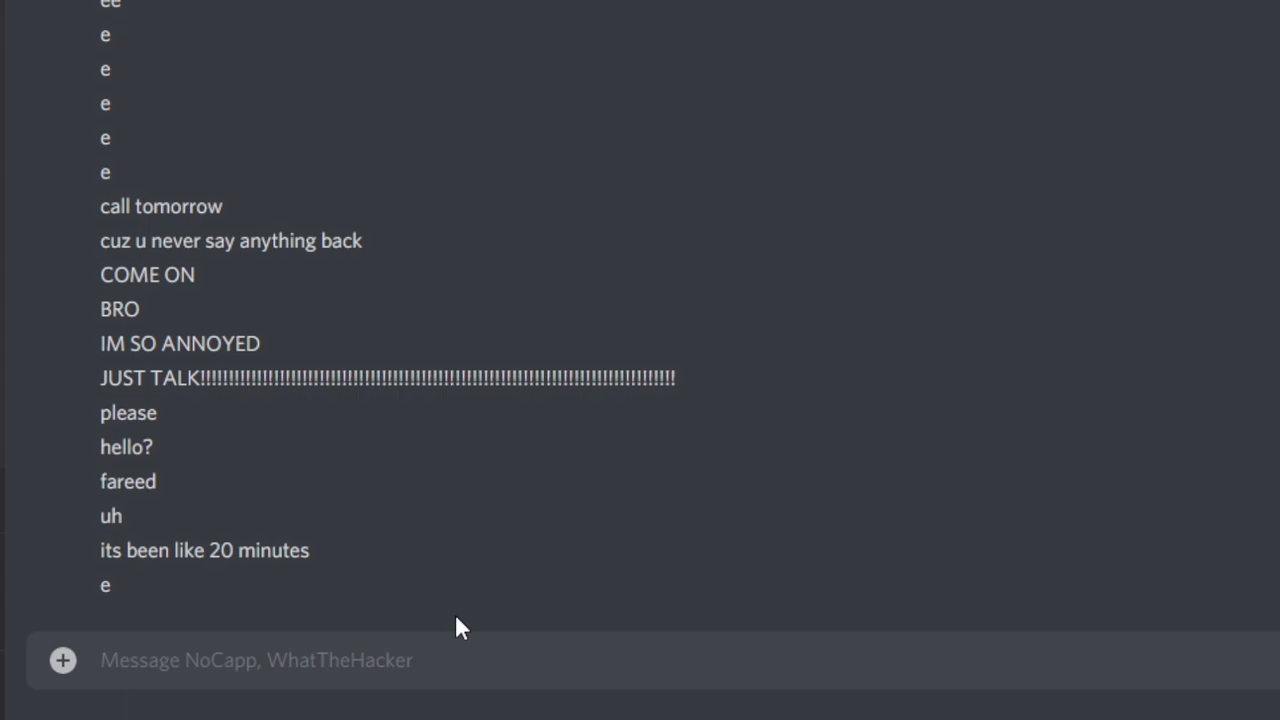 ee
e
e
e
e
e
call tomorrow
cuz u never say anything back
COME ON
BRO
IM SO ANNOYED
JUST TALK!!!!!!!!!!!!!!!!!!!!!!!!!!!!!!!!!!!!!!!!!!!!!!!!!!!!!!!!!!!!!!!!!!!!!!!!!!!!!!!!!!!!
please
hello?
fareed
uh
its been like 20 minutes
e
Message NoCapp, WhatTheHacker